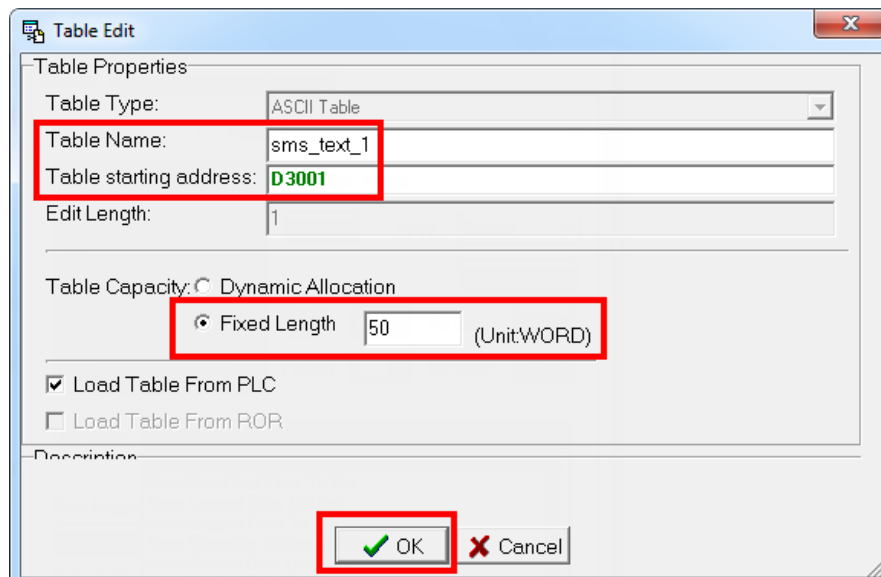 Table Edit
Table Properties
Table Type: ASCII Table
Table Name: sms_text_1
Table starting address: D3001
Edit Length: 1
Table Capacity: Dynamic Allocation
Fixed Length 50 (Unit:WORD)
Load Table From PLC
Load Table From ROR
Description
OK Cancel